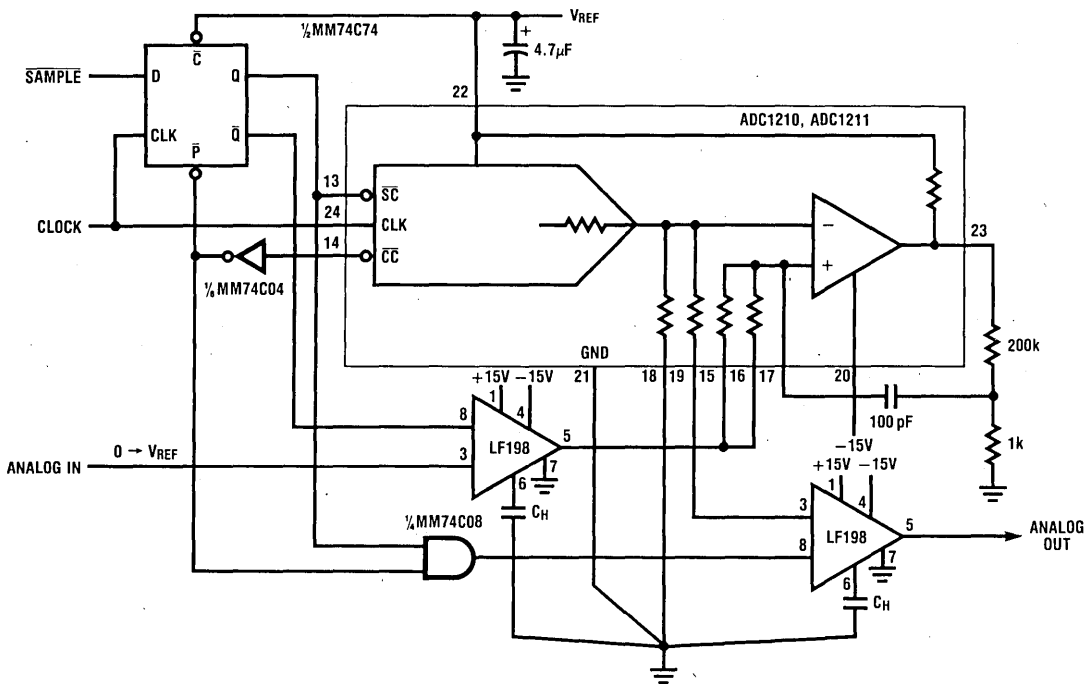 ½MM74C74
V_REF
+
4.7µF
C̅
S̅A̅M̅P̅L̅E̅
D
Q
CLK
Q̅
P̅
22
ADC1210, ADC1211
13
S̅C̅
24
CLOCK
CLK
14
C̅C̅
⅙MM74C04
−
+
23
200k
GND
21
18
19
15
16
17
20
100 pF
−15V
1k
+15V
−15V
1
4
8
LF198
5
ANALOG IN
0 → V_REF
3
7
6
C_H
¼MM74C08
+15V
−15V
1
4
3
LF198
5
ANALOG OUT
8
7
6
C_H